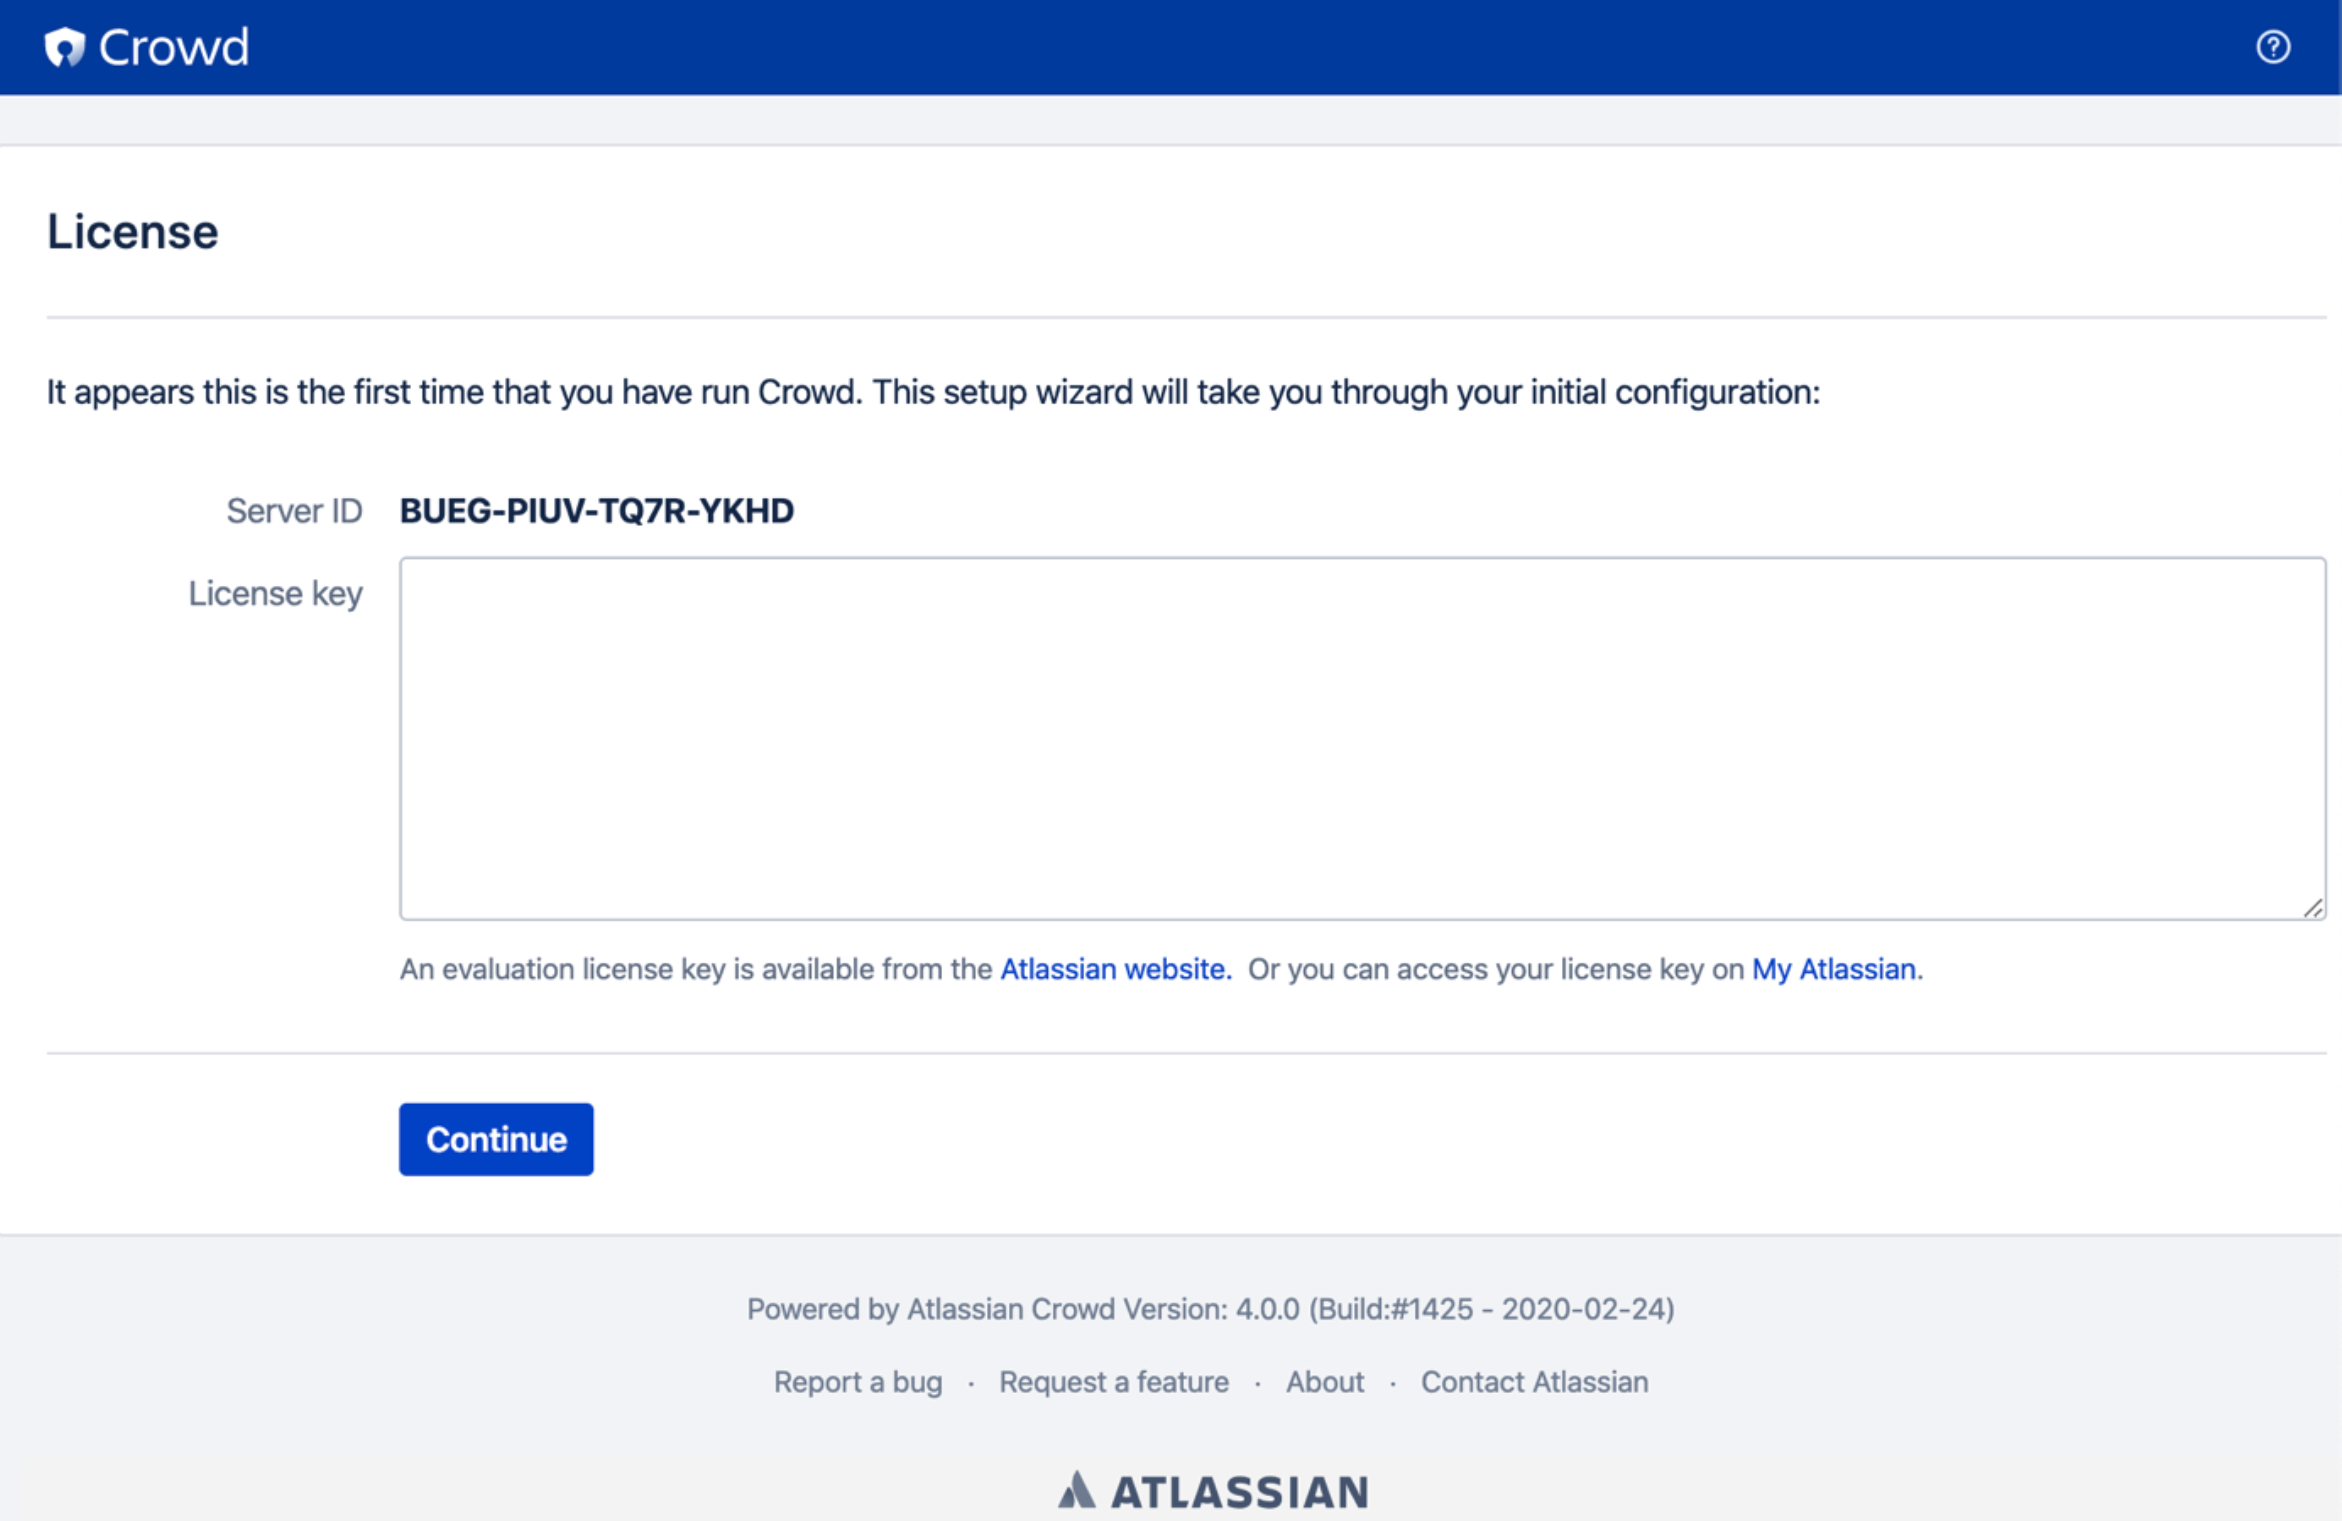 Crowd
License
It appears this is the first time that you have run Crowd. This setup wizard will take you through your initial configuration:
Server ID BUEG-PIUV-TQ7R-YKHD
License key
An evaluation license key is available from the Atlassian website. Or you can access your license key on My Atlassian.
Continue
Powered by Atlassian Crowd Version: 4.0.0 (Build:#1425 - 2020-02-24)
Report a bug · Request a feature · About · Contact Atlassian
ATLASSIAN